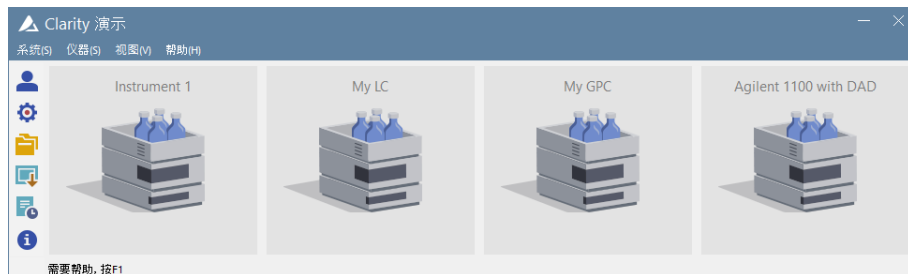 Clarity 演示
系统(S) 仪器(S) 视图(V) 帮助(H)
Instrument 1 My LC My GPC Agilent 1100 with DAD
需要帮助, 按F1